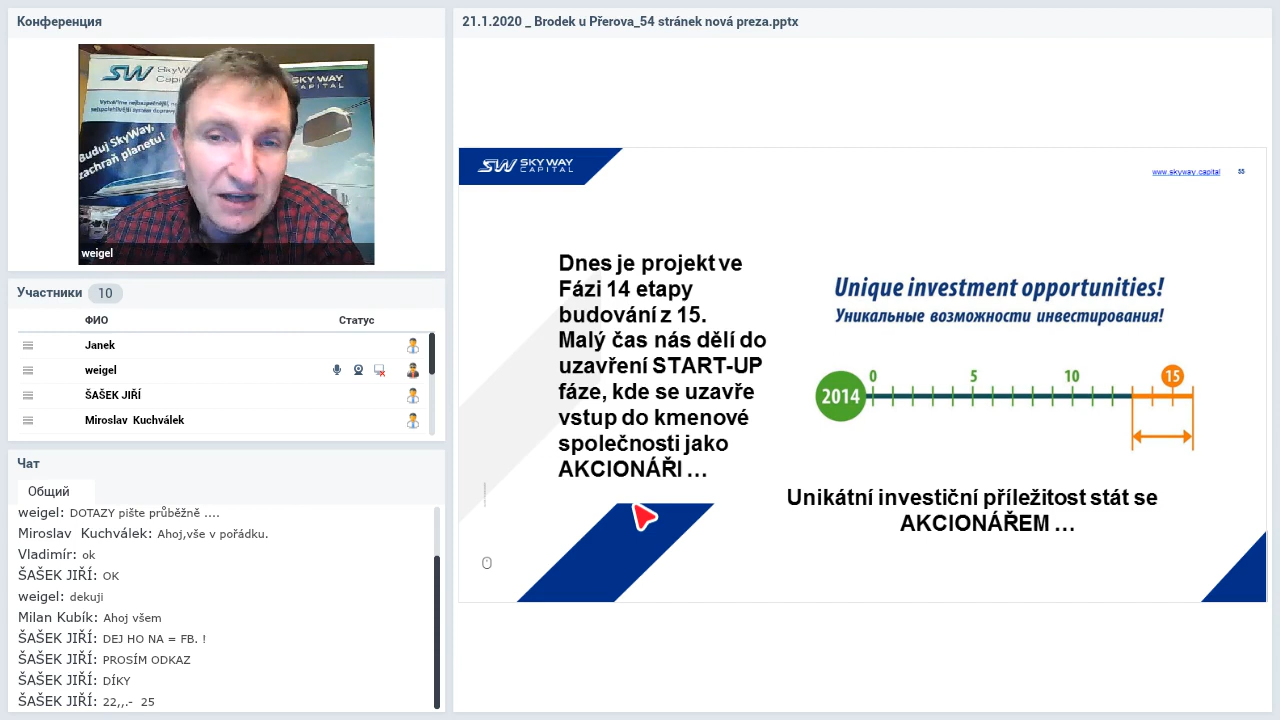 Конференция
SW SkyWay
Capital
SKY WAY
CAPITAL
Buduj SkyWay,
zachraň planetu!
weigel
Участники 10
ФИО Статус
Janek
weigel
ŠAŠEK JIŘÍ
Miroslav Kuchválek
Чат
Общий
weigel: DOTAZY pište průběžně ....
Miroslav Kuchválek: Ahoj,vše v pořádku.
Vladimír: ok
ŠAŠEK JIŘÍ: OK
weigel: dekuji
Milan Kubík: Ahoj všem
ŠAŠEK JIŘÍ: DEJ HO NA = FB. !
ŠAŠEK JIŘÍ: PROSÍM ODKAZ
ŠAŠEK JIŘÍ: DÍKY
ŠAŠEK JIŘÍ: 22,,.- 25
21.1.2020 _ Brodek u Přerova_54 stránek nová preza.pptx
SW SKY WAY
CAPITAL
www.skyway.capital 55
Dnes je projekt ve
Fázi 14 etapy
budování z 15.
Malý čas nás dělí do
uzavření START-UP
fáze, kde se uzavře
vstup do kmenové
společnosti jako
AKCIONÁŘI ...
Unique investment opportunities!
Уникальные возможности инвестирования!
2014 0 5 10 15
Unikátní investiční příležitost stát se
AKCIONÁŘEM ...